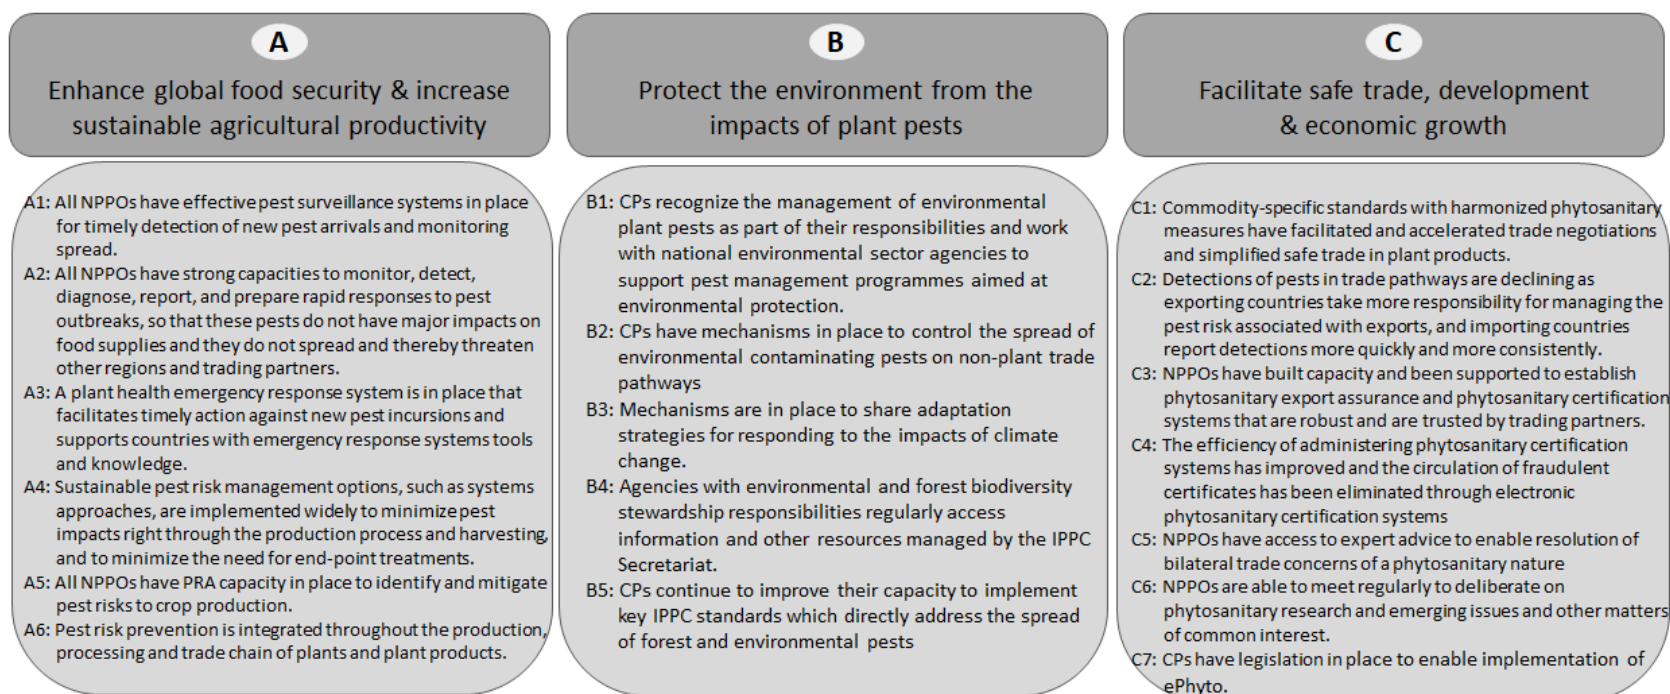 A
Enhance global food security & increase
sustainable agricultural productivity
A1: All NPPOs have effective pest surveillance systems in place
for timely detection of new pest arrivals and monitoring
spread.
A2: All NPPOs have strong capacities to monitor, detect,
diagnose, report, and prepare rapid responses to pest
outbreaks, so that these pests do not have major impacts on
food supplies and they do not spread and thereby threaten
other regions and trading partners.
A3: A plant health emergency response system is in place that
facilitates timely action against new pest incursions and
supports countries with emergency response systems tools
and knowledge.
A4: Sustainable pest risk management options, such as systems
approaches, are implemented widely to minimize pest
impacts right through the production process and harvesting,
and to minimize the need for end-point treatments.
A5: All NPPOs have PRA capacity in place to identify and mitigate
pest risks to crop production.
A6: Pest risk prevention is integrated throughout the production,
processing and trade chain of plants and plant products.
B
Protect the environment from the
impacts of plant pests
B1: CPs recognize the management of environmental
plant pests as part of their responsibilities and work
with national environmental sector agencies to
support pest management programmes aimed at
environmental protection.
B2: CPs have mechanisms in place to control the spread of
environmental contaminating pests on non-plant trade
pathways
B3: Mechanisms are in place to share adaptation
strategies for responding to the impacts of climate
change.
B4: Agencies with environmental and forest biodiversity
stewardship responsibilities regularly access
information and other resources managed by the IPPC
Secretariat.
B5: CPs continue to improve their capacity to implement
key IPPC standards which directly address the spread
of forest and environmental pests
C
Facilitate safe trade, development
& economic growth
C1: Commodity-specific standards with harmonized phytosanitary
measures have facilitated and accelerated trade negotiations
and simplified safe trade in plant products.
C2: Detections of pests in trade pathways are declining as
exporting countries take more responsibility for managing the
pest risk associated with exports, and importing countries
report detections more quickly and more consistently.
C3: NPPOs have built capacity and been supported to establish
phytosanitary export assurance and phytosanitary certification
systems that are robust and are trusted by trading partners.
C4: The efficiency of administering phytosanitary certification
systems has improved and the circulation of fraudulent
certificates has been eliminated through electronic
phytosanitary certification systems
C5: NPPOs have access to expert advice to enable resolution of
bilateral trade concerns of a phytosanitary nature
C6: NPPOs are able to meet regularly to deliberate on
phytosanitary research and emerging issues and other matters
of common interest.
C7: CPs have legislation in place to enable implementation of
ePhyto.